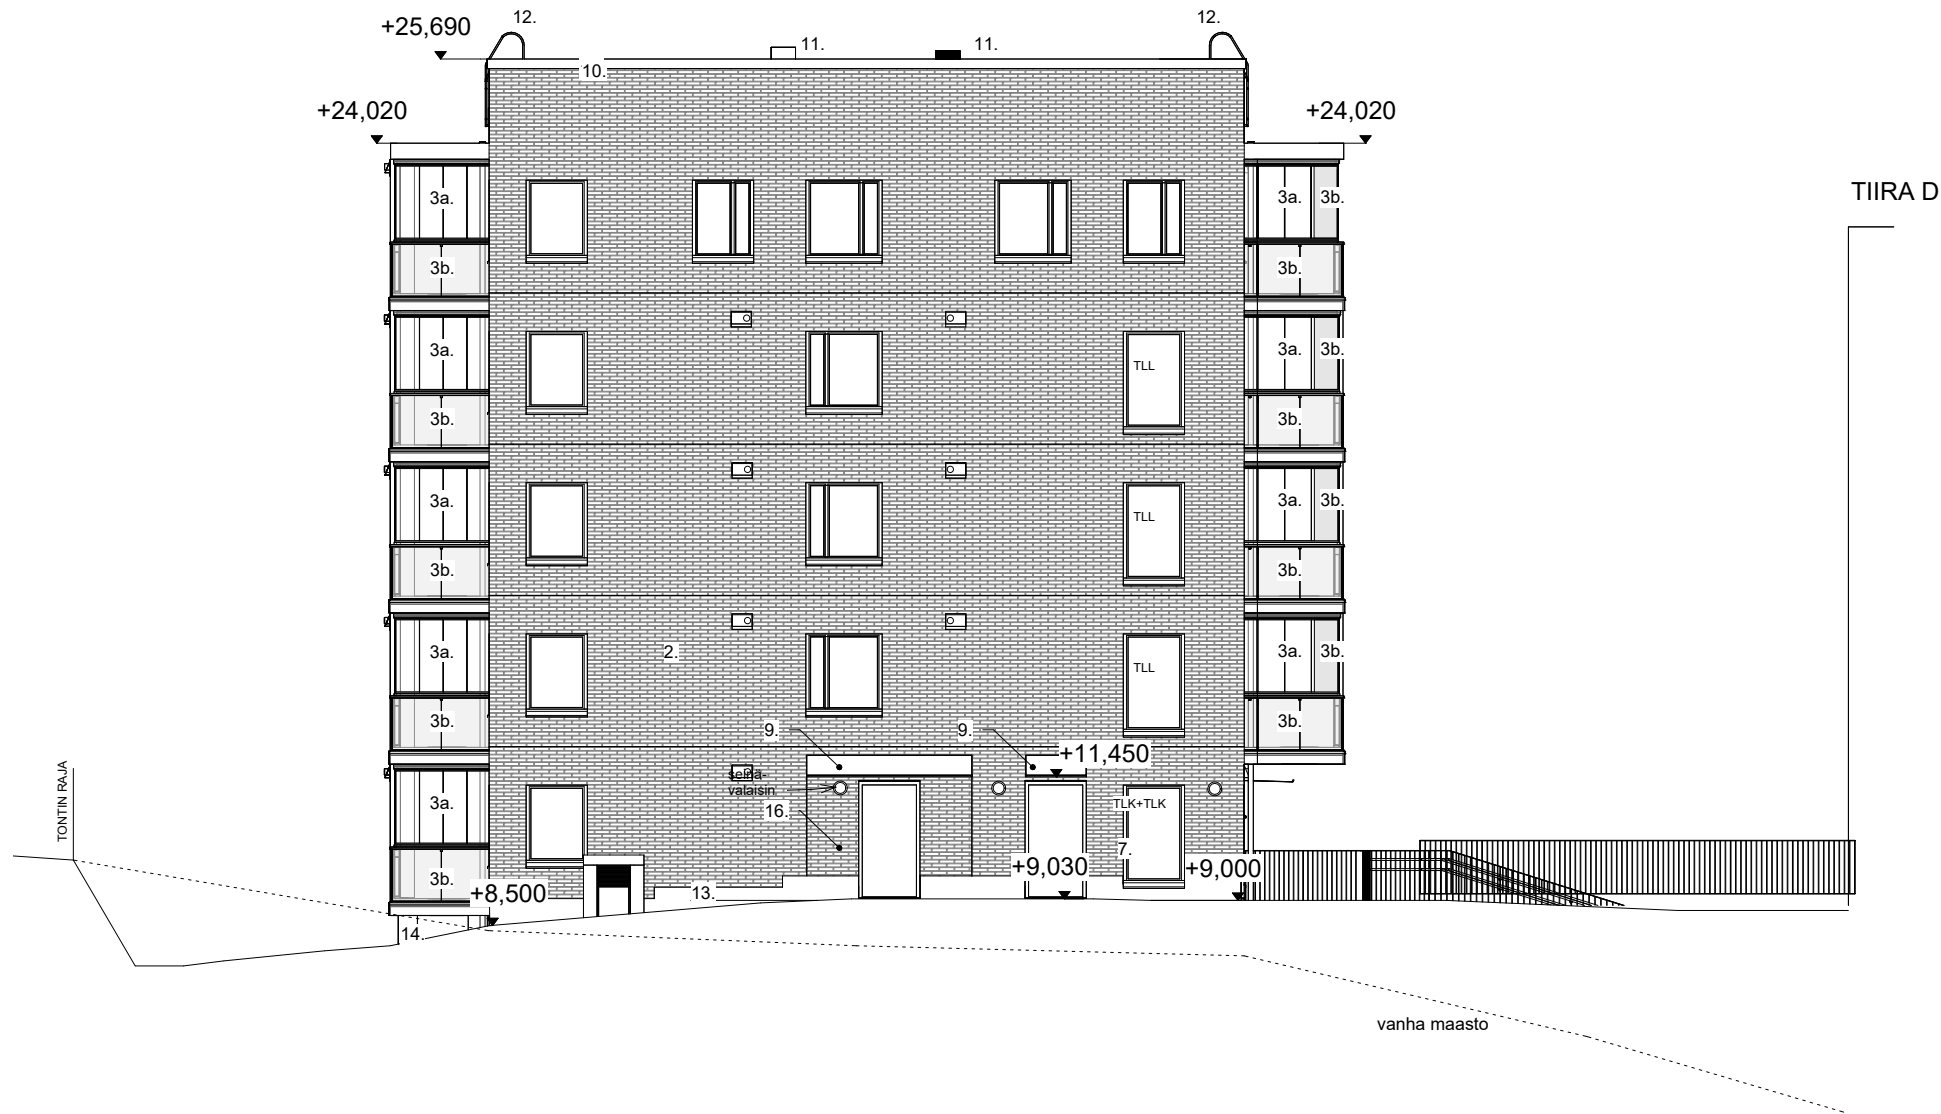 12.
12.
+25,690
11.
11.
10.
+24,020
+24,020
TIIRA D
3a.
3a.
3b.
3b.
3b.
3a.
TLL
3a.
3b.
3b.
3b.
3a.
TLL
3a.
3b.
3b.
3b.
3a.
2.
TLL
3a.
3b.
3b.
3b.
9.
9.
+11,450
TONTIN RAJA
seinä-
valaisin
3a.
16.
TLK+TLK
7.
3b.
+8,500
13.
+9,030
+9,000
14.
vanha maasto